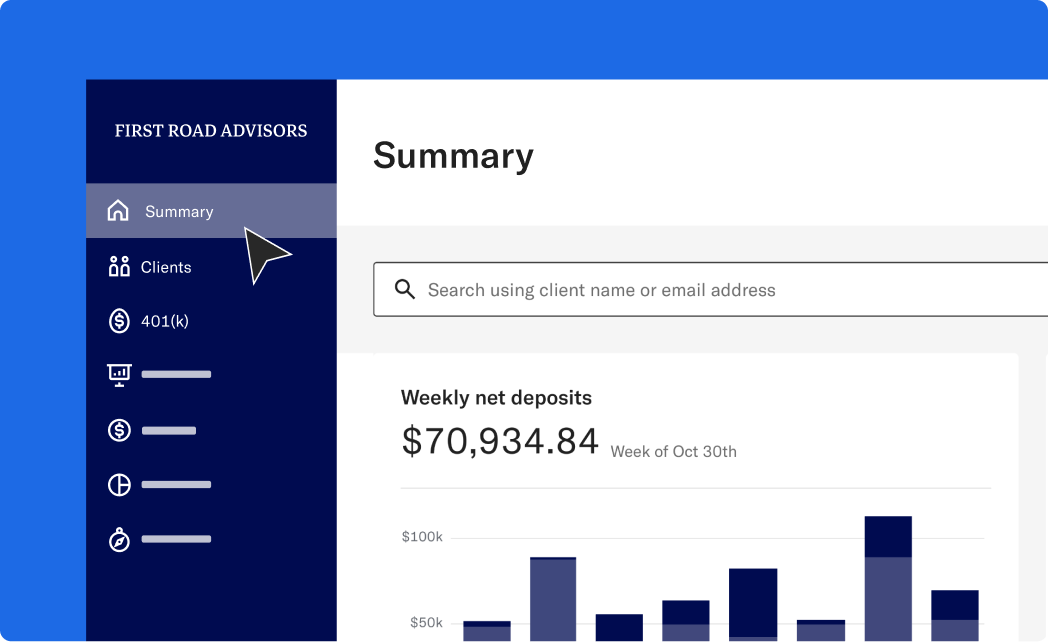 FIRST ROAD ADVISORS
Summary
Clients
401(k)
Summary
Search using client name or email address
Weekly net deposits
$70,934.84 Week of Oct 30th
$100k
$50k